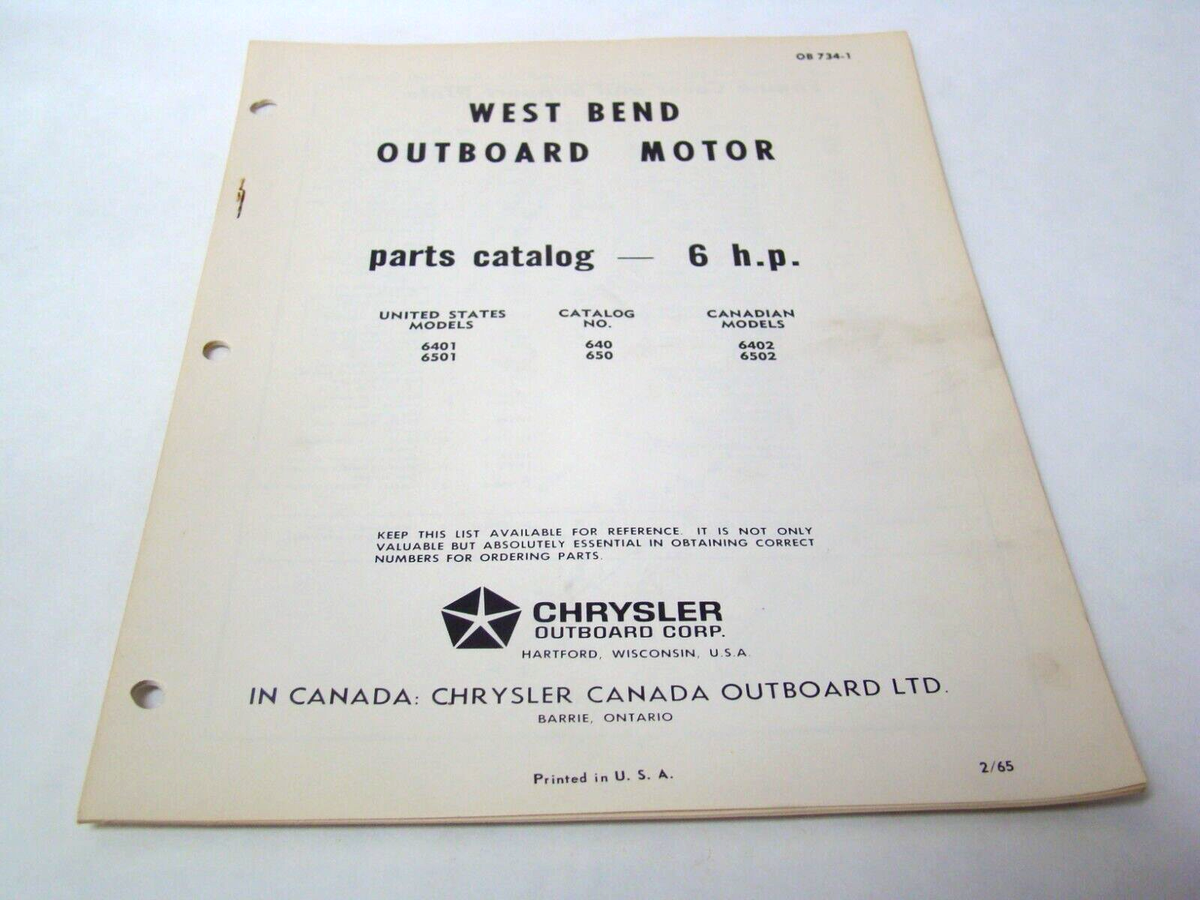 OB 734-1
WEST BEND
OUTBOARD MOTOR
parts catalog — 6 h.p.
UNITED STATES MODELS
CATALOG NO.
CANADIAN MODELS
6401 640 6402
6501 650 6502
KEEP THIS LIST AVAILABLE FOR REFERENCE. IT IS NOT ONLY
VALUABLE BUT ABSOLUTELY ESSENTIAL IN OBTAINING CORRECT
NUMBERS FOR ORDERING PARTS.
CHRYSLER
OUTBOARD CORP.
HARTFORD, WISCONSIN, U.S.A.
IN CANADA: CHRYSLER CANADA OUTBOARD LTD.
BARRIE, ONTARIO
Printed in U. S. A.
2/65